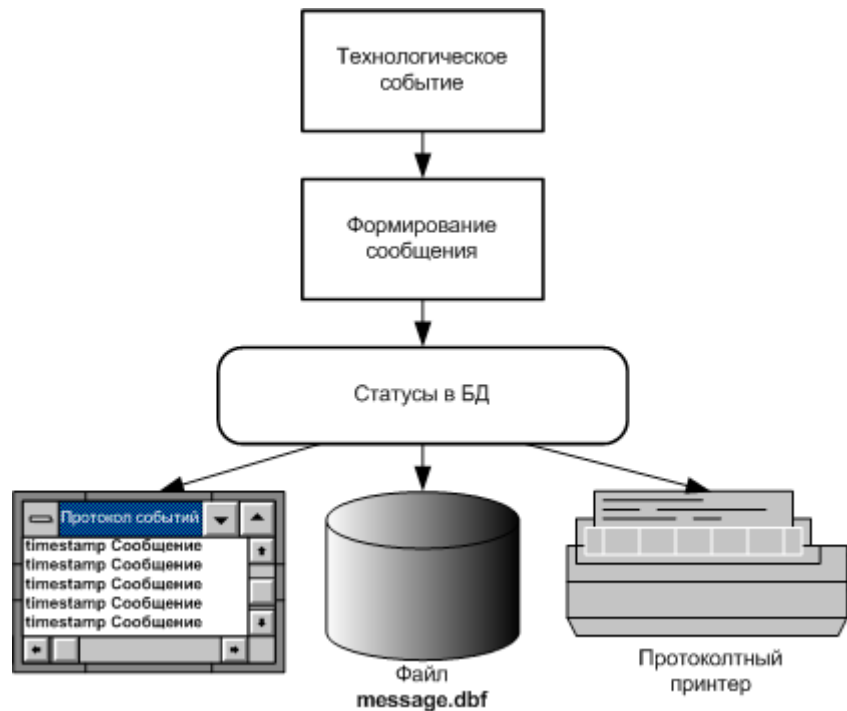 Технологическое
событие
Формирование
сообщения
Статусы в БД
Протокол событий
timestamp Сообщение
timestamp Сообщение
timestamp Сообщение
timestamp Сообщение
timestamp Сообщение
Файл
message.dbf
Протоколтный
принтер